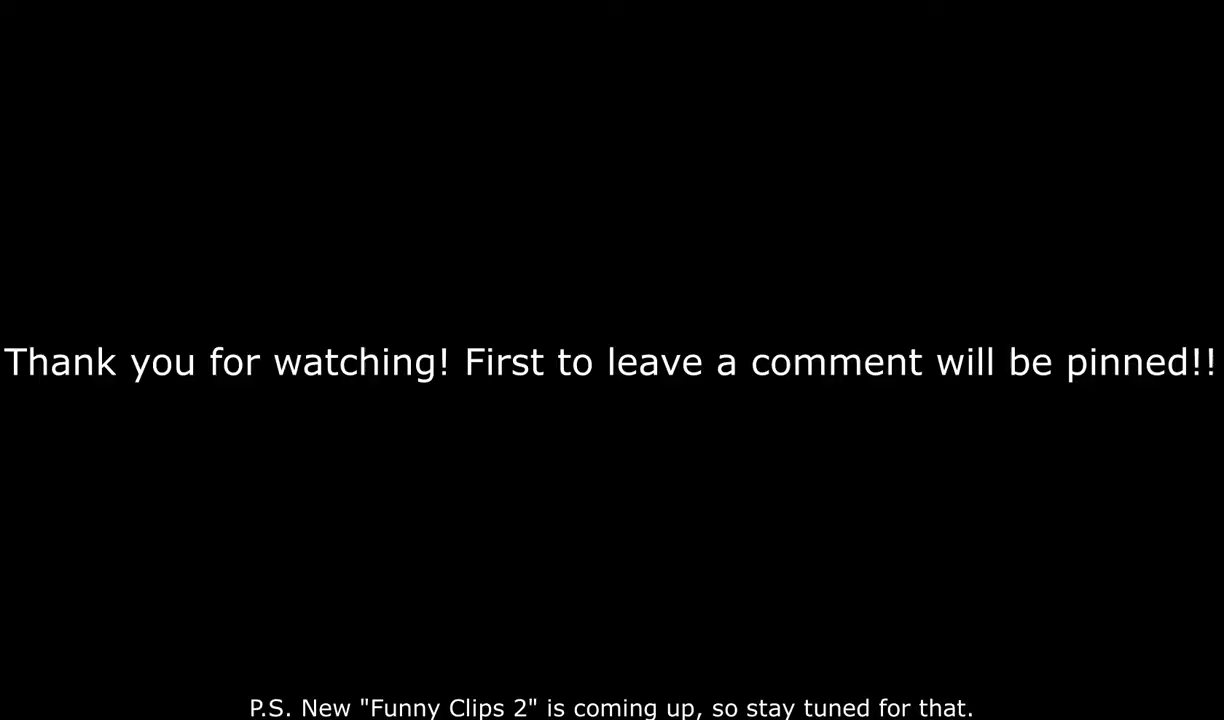 Thank you for watching! First to leave a comment will be pinned!!
P.S. New "Funny Clips 2" is coming up, so stay tuned for that.